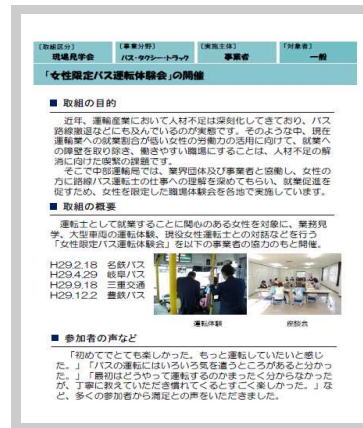 ［取組区分］ ［事業分野］ ［実施主体］ 「対象者」
現場見学会 バス・タクシー・トラック 事業者 一般
「女性限定バス運転体験会」の開催
■ 取組の目的
近年、運輸産業において人材不足は深刻化してきており、バス
路線撤退などにも及んでいるのが実態です。そのような中、現在
運輸業への就業割合が低い女性の労働力の活用に向けて、就業へ
の障壁を取り除き、働きやすい職場にすることは、人材不足の解
消に向けた喫緊の課題です。
そこで中部運輸局では、業界団体及び事業者と協働し、女性の
方に路線バス運転士の仕事への理解を深めてもらい、就業促進を
促すため、女性を限定した職場体験会を各地で実施しています。
■ 取組の概要
運転士として就業することに関心のある女性を対象に、業務見
学、大型車両の運転体験、現役女性運転士との対話などを行う
「女性限定バス運転体験会」を以下の事業者の協力のもと開催。
H29.2.18 名鉄バス
H29.4.29 岐阜バス
H29.9.18 三重交通
H29.12.2 豊鉄バス
運転体験 座談会
■ 参加者の声など
「初めてでとても楽しかった。もっと運転していたいと感じ
た。」「バスの運転にはいろいろ気を遣うところがあると分かっ
た。」「最初はどうやって運転するのかまったく分からなかった
が、丁寧に教えていただき慣れてくるとすごく楽しかった。」な
ど、多くの参加者から満足との声をいただきました。